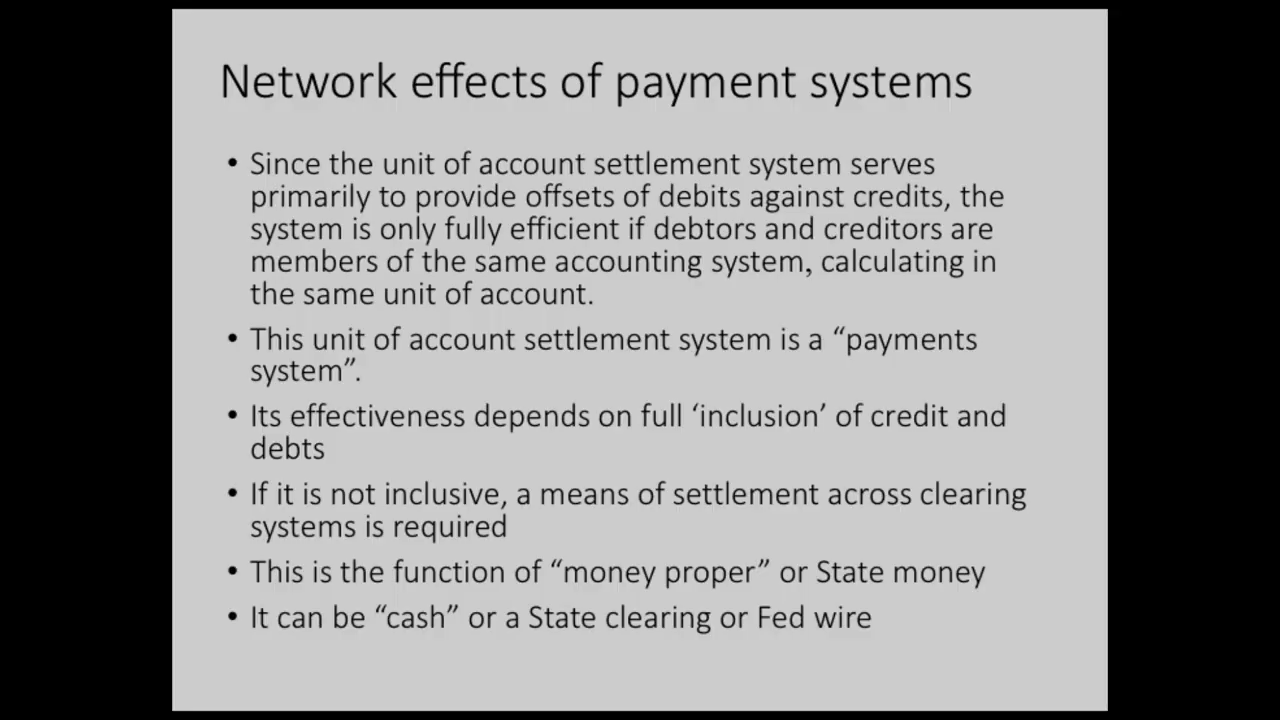 Network effects of payment systems
• Since the unit of account settlement system serves
primarily to provide offsets of debits against credits, the
system is only fully efficient if debtors and creditors are
members of the same accounting system, calculating in
the same unit of account.
• This unit of account settlement system is a “payments
system”.
• Its effectiveness depends on full ‘inclusion’ of credit and
debts
• If it is not inclusive, a means of settlement across clearing
systems is required
• This is the function of “money proper” or State money
• It can be “cash” or a State clearing or Fed wire